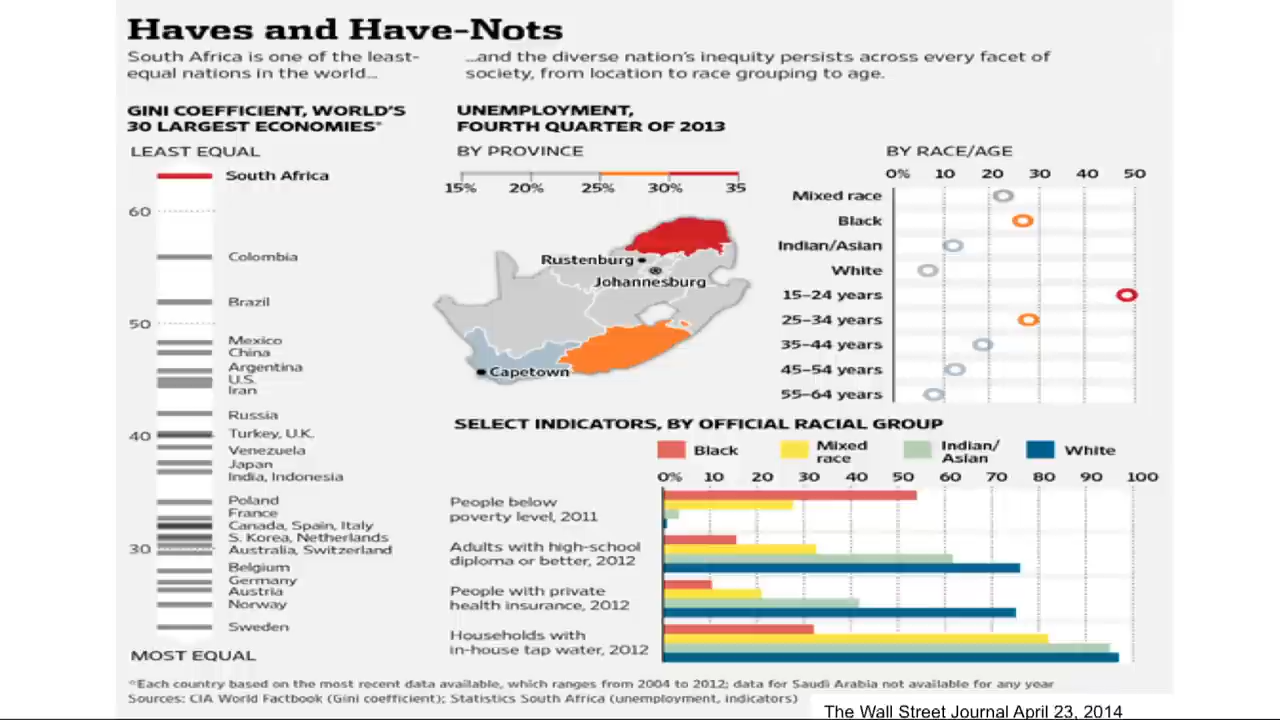 Haves and Have-Nots
South Africa is one of the least-
equal nations in the world...
...and the diverse nation's inequity persists across every facet of
society, from location to race grouping to age.
GINI COEFFICIENT, WORLD'S
30 LARGEST ECONOMIES*
LEAST EQUAL
South Africa
60
Colombia
Brazil
50
Mexico
China
Argentina
U.S.
Iran
Russia
40
Turkey, U.K.
Venezuela
Japan
India, Indonesia
Poland
France
Canada, Spain, Italy
S. Korea, Netherlands
30
Australia, Switzerland
Belgium
Germany
Austria
Norway
Sweden
MOST EQUAL
UNEMPLOYMENT,
FOURTH QUARTER OF 2013
BY PROVINCE
15% 20% 25% 30% 35
Rustenburg
Johannesburg
Capetown
BY RACE/AGE
0% 10 20 30 40 50
Mixed race
Black
Indian/Asian
White
15–24 years
25–34 years
35–44 years
45–54 years
55–64 years
SELECT INDICATORS, BY OFFICIAL RACIAL GROUP
Black
Mixed
race
Indian/
Asian
White
0% 10 20 30 40 50 60 70 80 90 100
People below
poverty level, 2011
Adults with high-school
diploma or better, 2012
People with private
health insurance, 2012
Households with
in-house tap water, 2012
*Each country based on the most recent data available, which ranges from 2004 to 2012; data for Saudi Arabia not available for any year
Sources: CIA World Factbook (Gini coefficient); Statistics South Africa (unemployment, indicators)
The Wall Street Journal April 23, 2014